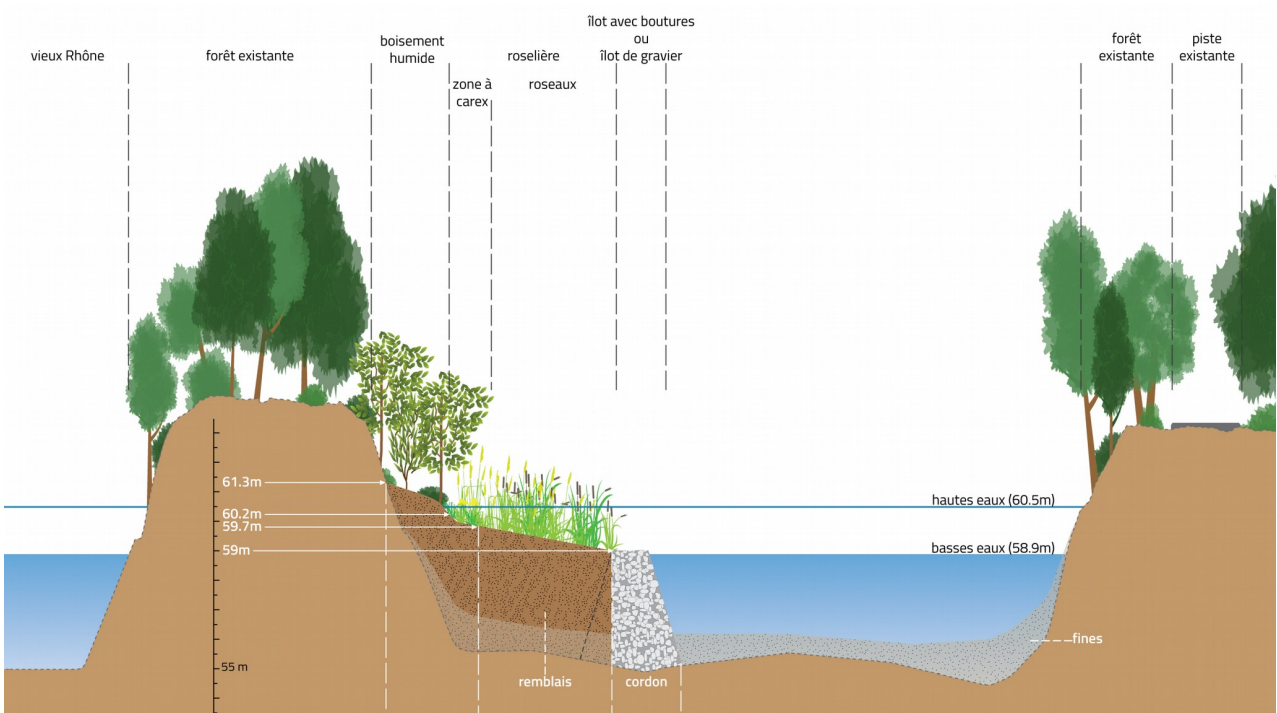 vieux Rhône
forêt existante
boisement
humide
roselière
zone à
carex
roseaux
îlot avec boutures
ou
îlot de gravier
forêt
existante
piste
existante
61.3m
60.2m
59.7m
59m
55 m
hautes eaux (60.5m)
basses eaux (58.9m)
fines
remblais
cordon